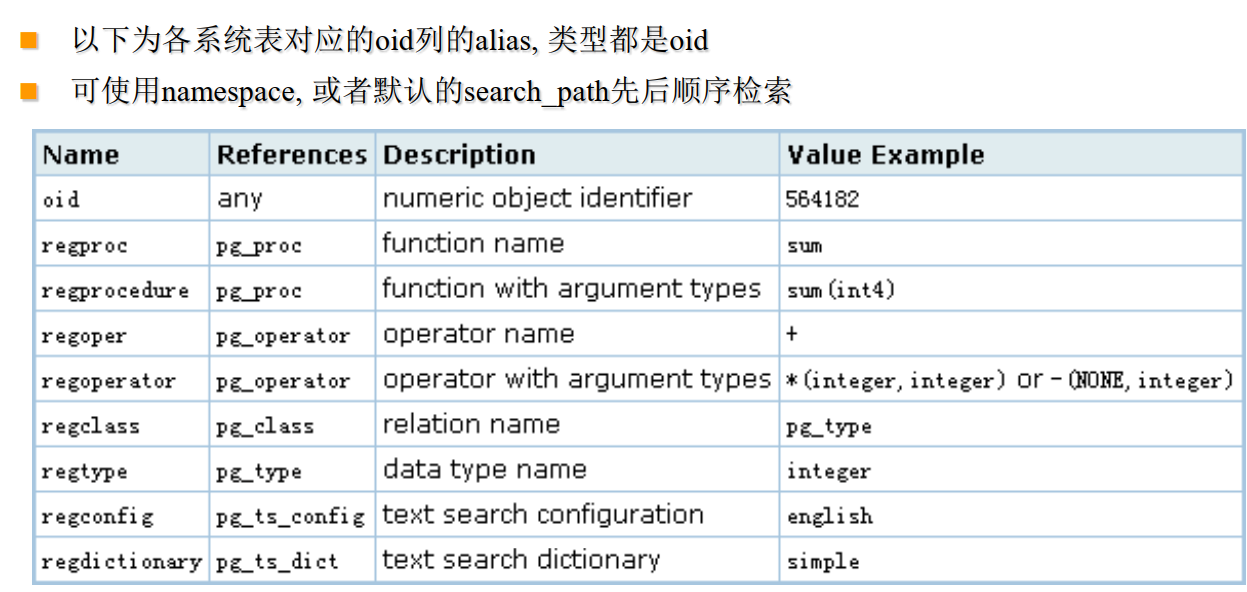 以下为各系统表对应的oid列的alias, 类型都是oid
可使用namespace, 或者默认的search_path先后顺序检索
Name References Description Value Example
oid any numeric object identifier 564182
regproc pg_proc function name sum
regprocedure pg_proc function with argument types sum(int4)
regoper pg_operator operator name +
regoperator pg_operator operator with argument types *(integer,integer) or -(NONE,integer)
regclass pg_class relation name pg_type
regtype pg_type data type name integer
regconfig pg_ts_config text search configuration english
regdictionary pg_ts_dict text search dictionary simple